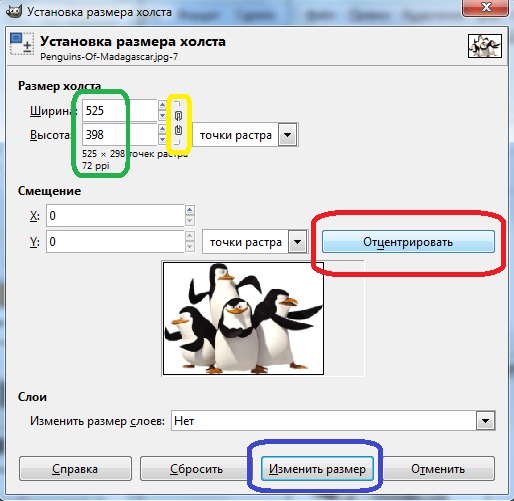 Установка размера холста
Установка размера холста
Penguins-Of-Madagascar.jpg-7
Размер холста
Ширина: 525
Высота: 398 точки растра
525 × 298 точек растра
72 ppi
Смещение
X: 0
Y: 0 точки растра Отцентрировать
Слои
Изменить размер слоев: Нет
Справка Сбросить Изменить размер Отменить